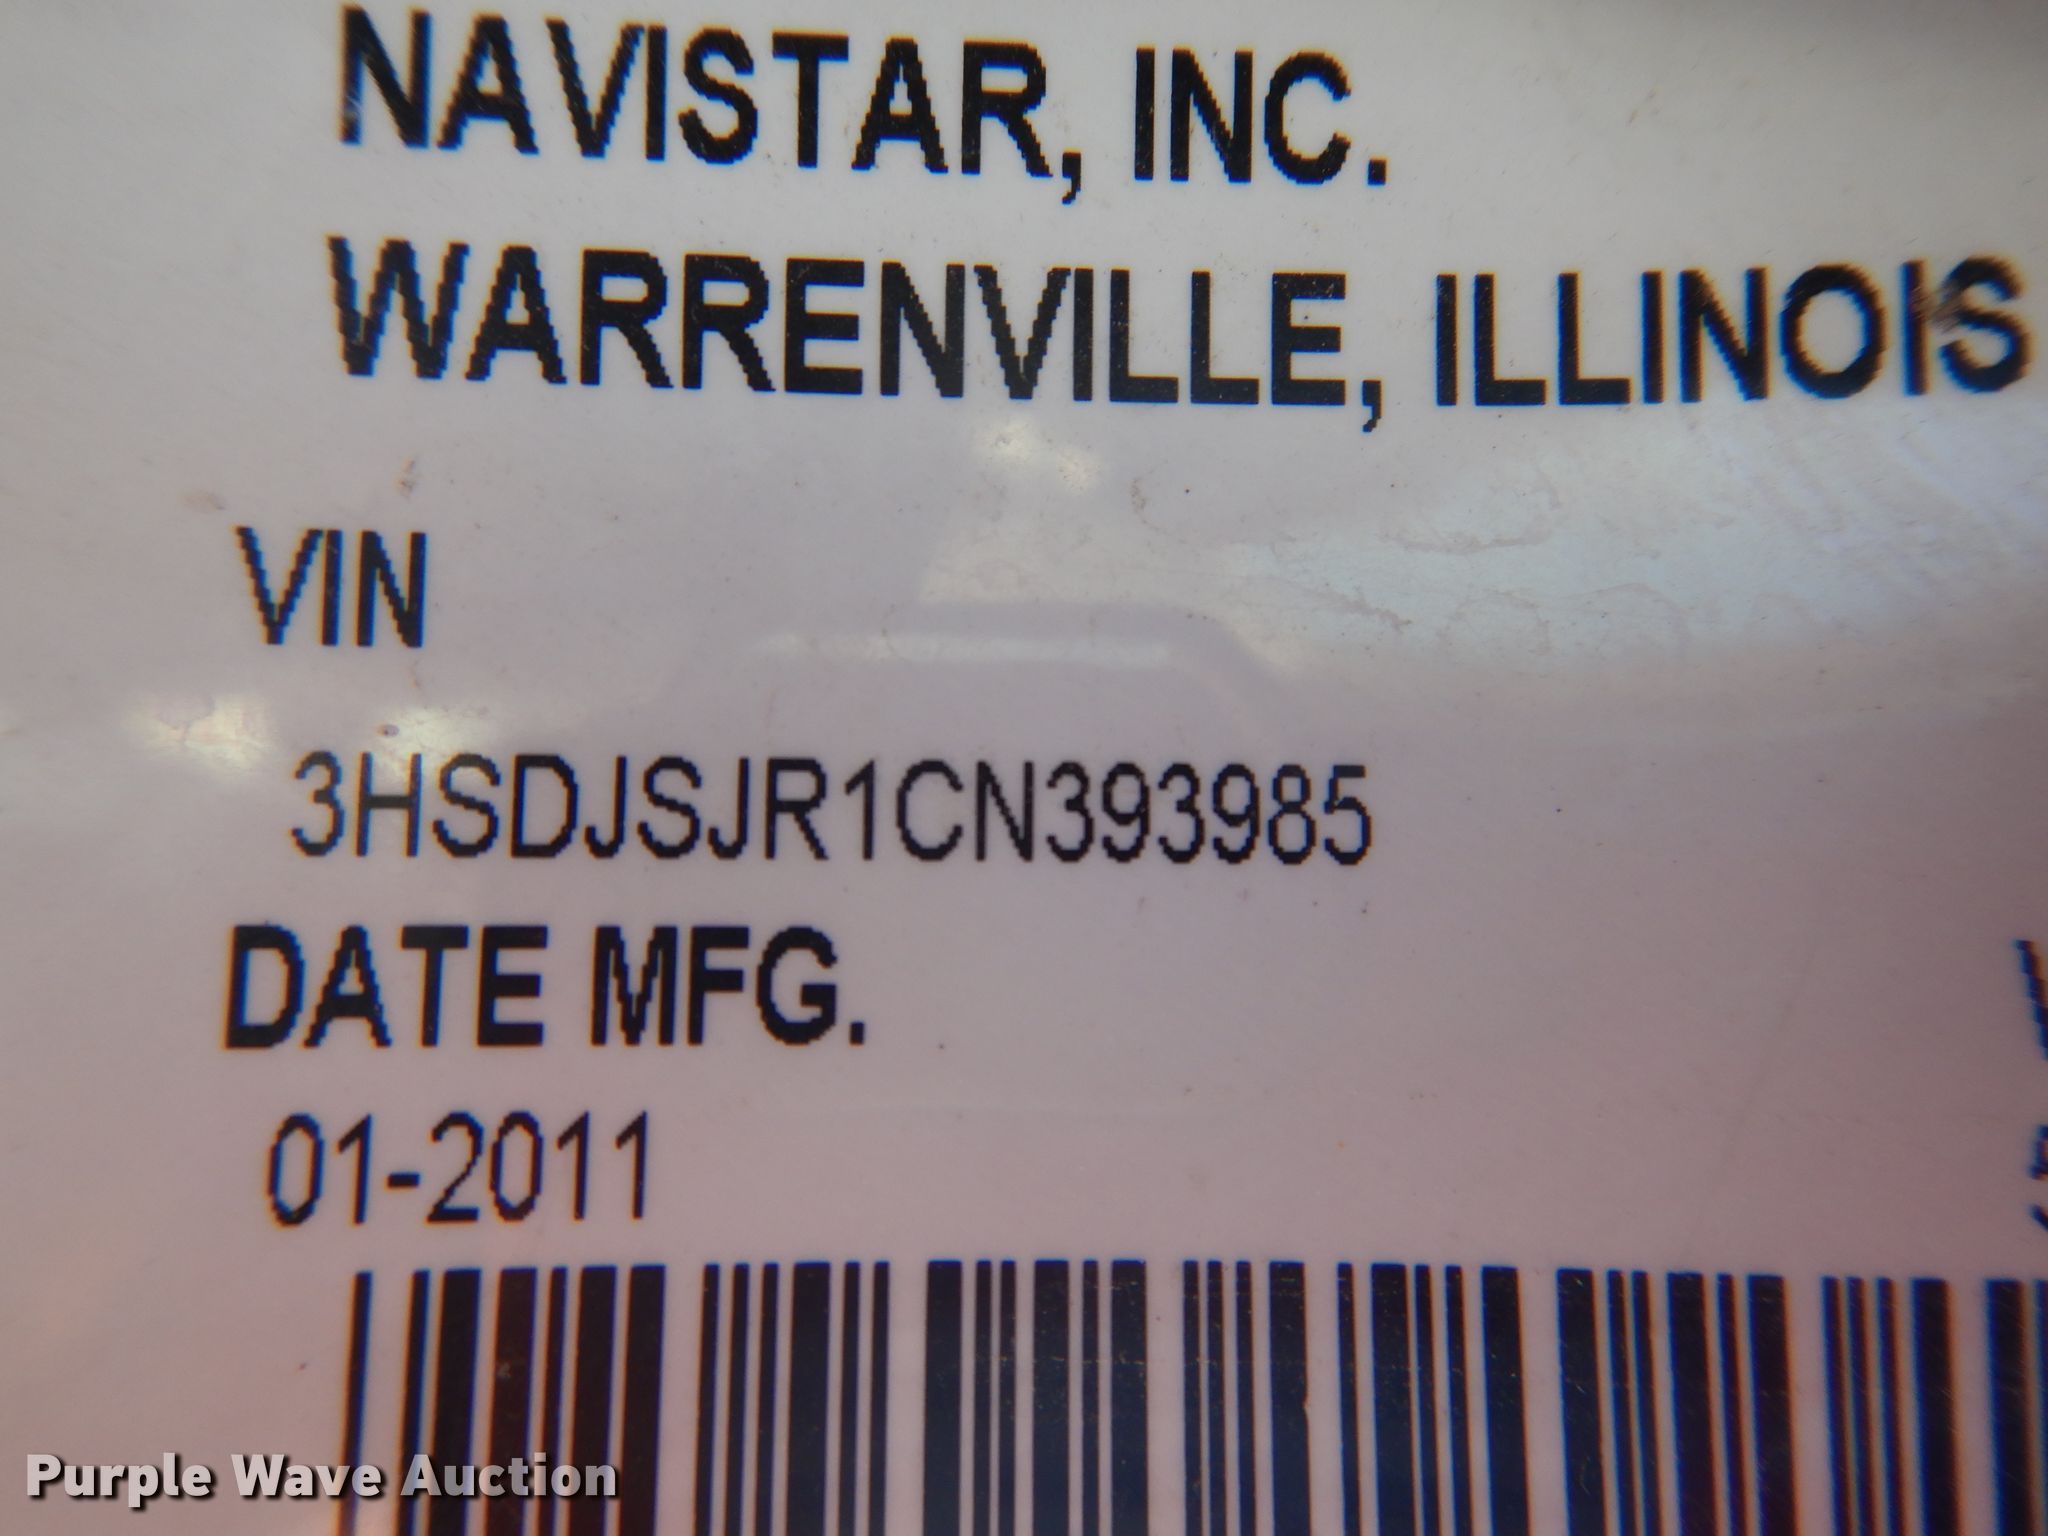 NAVISTAR, INC.
WARRENVILLE, ILLINOIS
VIN
3HSDJSJR1CN393985
DATE MFG.
01-2011
Purple Wave Auction